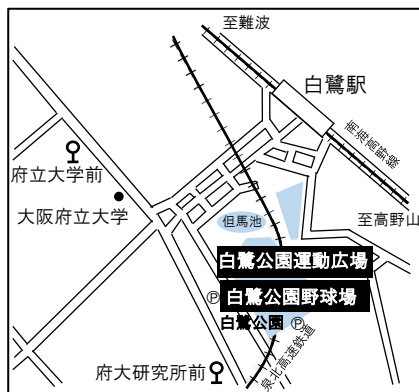 至難波
白鷺駅
南海高野線
府立大学前
大阪府立大学
但馬池
至高野山
白鷺公園運動広場
Ⓟ 白鷺公園野球場
白鷺公園 Ⓟ
泉北高速鉄道
府大研究所前